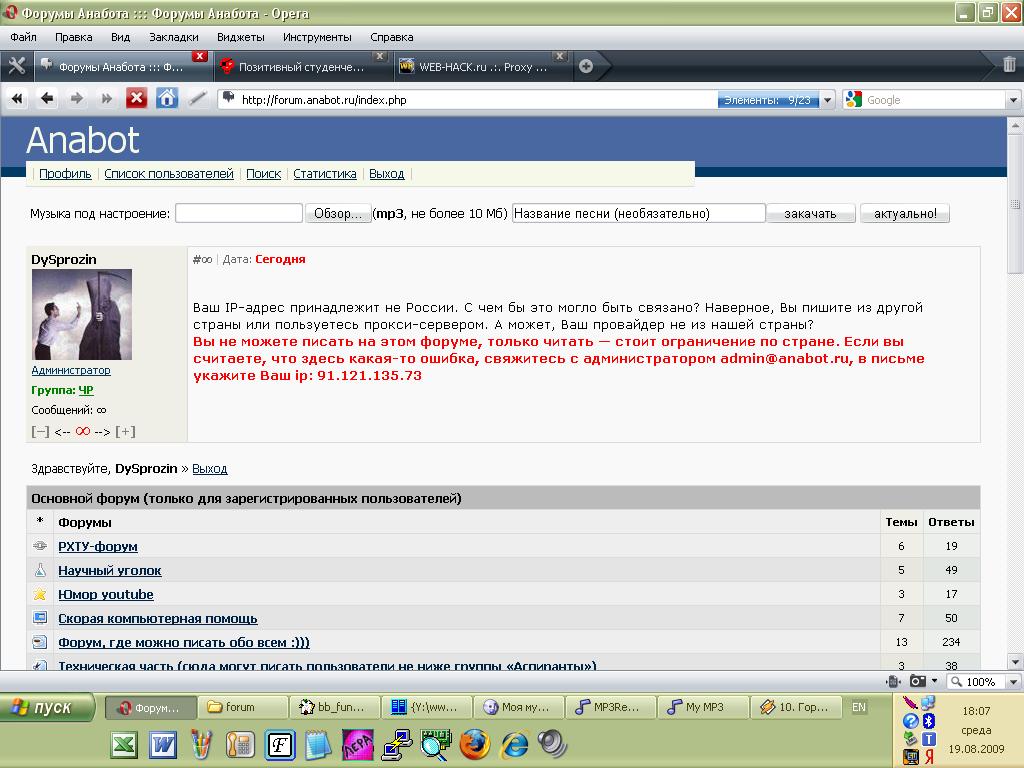 Форумы Анабота ::: Форумы Анабота - Opera
Файл Правка Вид Закладки Виджеты Инструменты Справка
Форумы Анабота ::: Ф... Позитивный студенче... WEB-HACK.ru .:. Proxy ...
http://forum.anabot.ru/index.php Элементы: 9/23 Google
Anabot
| Профиль | Список пользователей | Поиск | Статистика | Выход |
Музыка под настроение: Обзор... (mp3, не более 10 Мб) Название песни (необязательно) закачать актуально!
DySprozin
#∞ | Дата: Сегодня
Ваш IP-адрес принадлежит не России. С чем бы это могло быть связано? Наверное, Вы пишите из другой
страны или пользуетесь прокси-сервером. А может, Ваш провайдер не из нашей страны?
Вы не можете писать на этом форуме, только читать — стоит ограничение по стране. Если вы
считаете, что здесь какая-то ошибка, свяжитесь с администратором admin@anabot.ru, в письме
укажите Ваш ip: 91.121.135.73
Администратор
Группа: ЧР
Сообщений: ∞
[−] <-- ∞ --> [+]
Здравствуйте, DySprozin » Выход
Основной форум (только для зарегистрированных пользователей)
* Форумы Темы Ответы
РХТУ-форум 6 19
Научный уголок 5 49
Юмор youtube 3 17
Скорая компьютерная помощь 7 50
Форум, где можно писать обо всем :))) 13 234
Техническая часть (сюда могут писать пользователи не ниже группы «Аспиранты») 3 38
100%
пуск Форум... forum bb_fun... {Y:\ww... Моя му... MP3Re... My MP3 10. Гор... EN
18:07
среда
19.08.2009
ЛЕРА